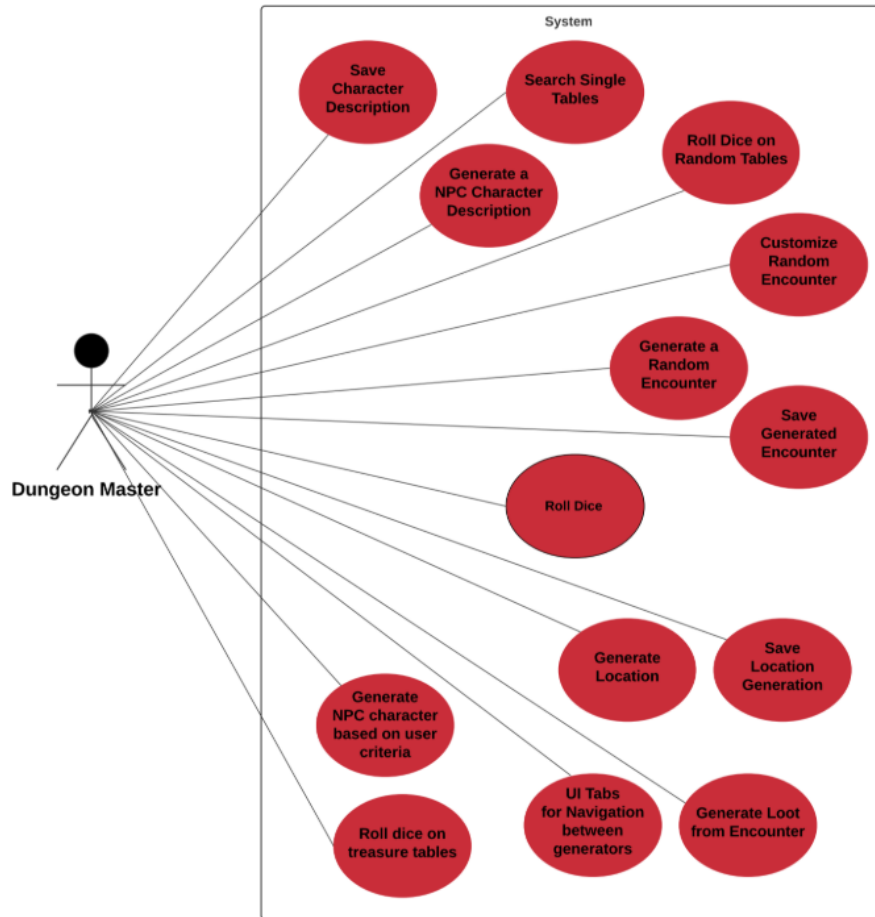 System
Save
Character
Description
Search Single
Tables
Roll Dice on
Random Tables
Generate a
NPC Character
Description
Customize
Random
Encounter
Generate a
Random
Encounter
Save
Generated
Encounter
Dungeon Master
Roll Dice
Generate
Location
Save
Location
Generation
Generate
NPC character
based on user
criteria
UI Tabs
for Navigation
between
generators
Generate Loot
from Encounter
Roll dice on
treasure tables